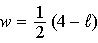 w = 1/2 (4 − ℓ)